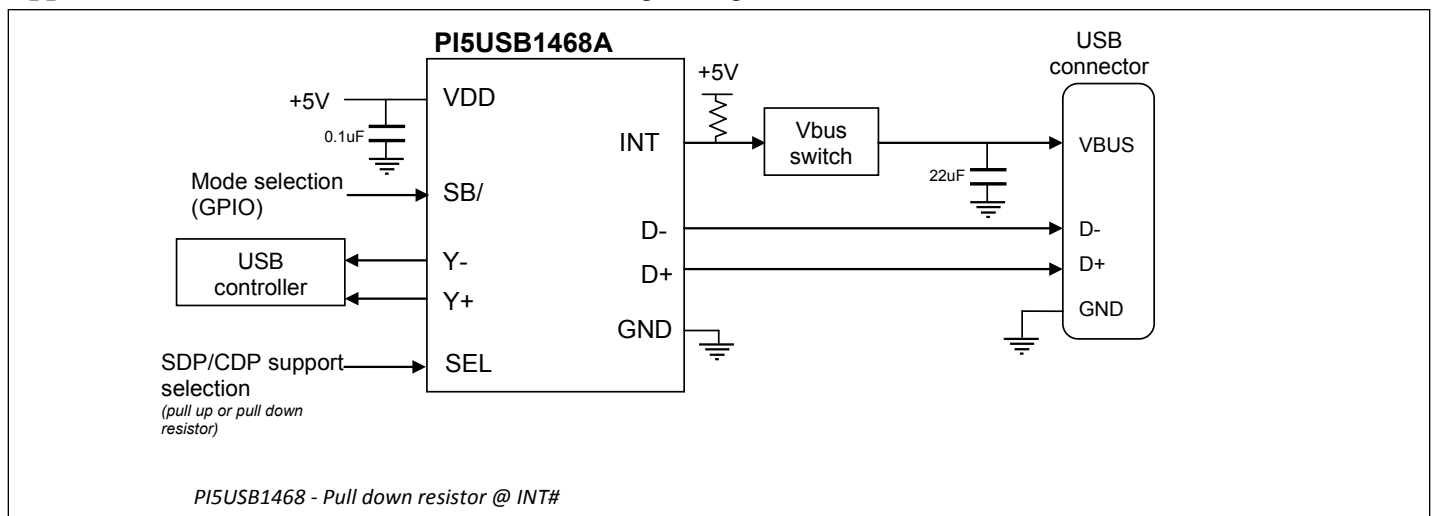 PI5USB1468A
USB
connector
+5V
VDD
+5V
0.1uF
INT
Vbus
switch
VBUS
22uF
Mode selection
(GPIO)
SB/
D-
D-
USB
controller
Y-
D+
D+
Y+
GND
GND
SDP/CDP support
selection
(pull up or pull down
resistor)
SEL
PI5USB1468 - Pull down resistor @ INT#